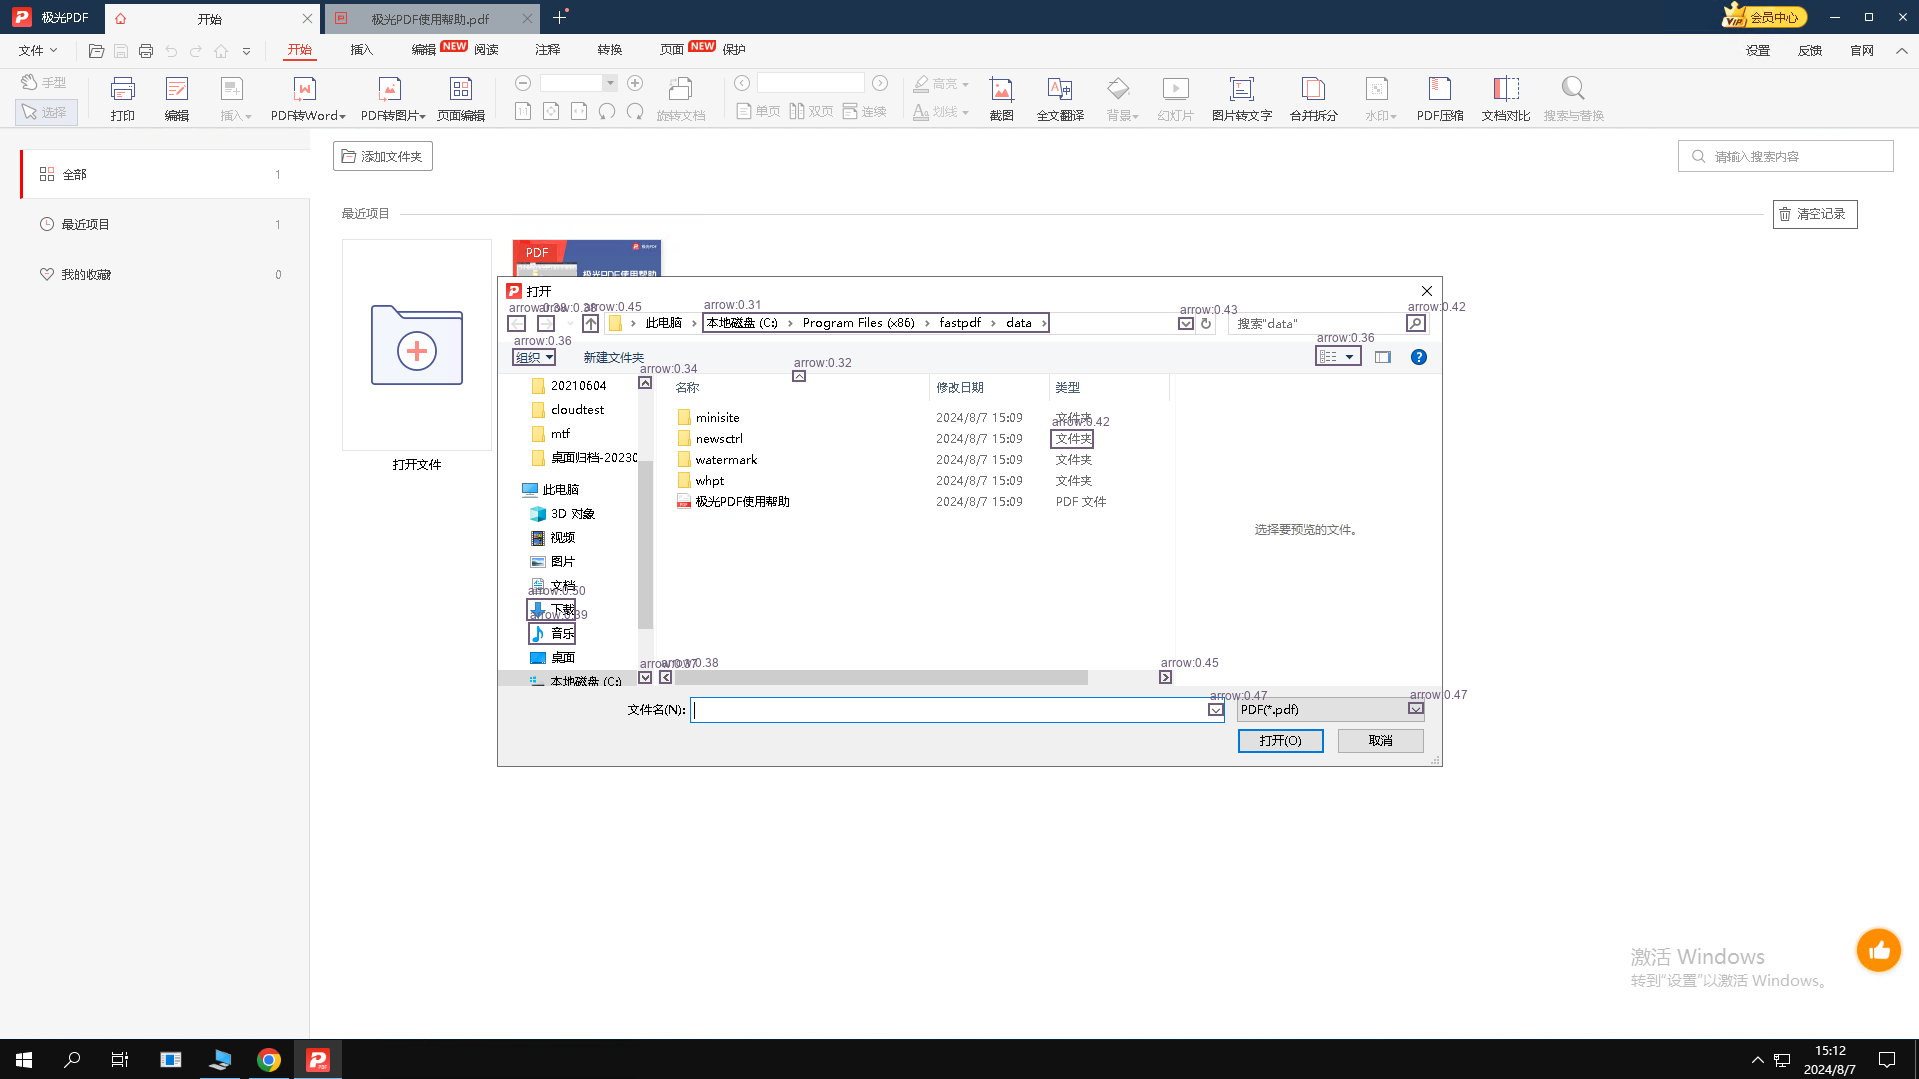 极光PDF
开始
极光PDF使用帮助.pdf
VIP 会员中心
文件
开始
插入
编辑 NEW
阅读
注释
转换
页面 NEW
保护
设置
反馈
官网
手型
选择
打印
编辑
插入
PDF转Word
PDF转图片
页面编辑
1:1
旋转文档
单页
双页
连续
高亮
划线
截图
全文翻译
背景
幻灯片
图片转文字
合并拆分
水印
PDF压缩
文档对比
搜索与替换
全部 1
最近项目 1
我的收藏 0
添加文件夹
请输入搜索内容
最近项目
清空记录
打开文件
PDF
极光PDF
极光PDF使用帮助
打开
arrow:0.38
arrow:0.38
arrow:0.45
arrow:0.31
arrow:0.43
arrow:0.42
此电脑
本地磁盘 (C:)
Program Files (x86)
fastpdf
data
搜索"data"
arrow:0.36
arrow:0.36
组织
新建文件夹
arrow:0.34
arrow:0.32
20210604
cloudtest
mtf
桌面归档-20230
此电脑
3D 对象
视频
图片
文档
arrow:0.50
下载
arrow:0.39
音乐
桌面
本地磁盘 (C:)
名称 修改日期 类型
minisite 2024/8/7 15:09 文件夹
arrow:0.42
newsctrl 2024/8/7 15:09 文件夹
watermark 2024/8/7 15:09 文件夹
whpt 2024/8/7 15:09 文件夹
极光PDF使用帮助 2024/8/7 15:09 PDF 文件
选择要预览的文件。
arrow:0.37
arrow:0.38
arrow:0.45
arrow:0.47
arrow:0.47
文件名(N):
PDF(*.pdf)
打开(O)
取消
激活 Windows
转到"设置"以激活 Windows。
15:12
2024/8/7